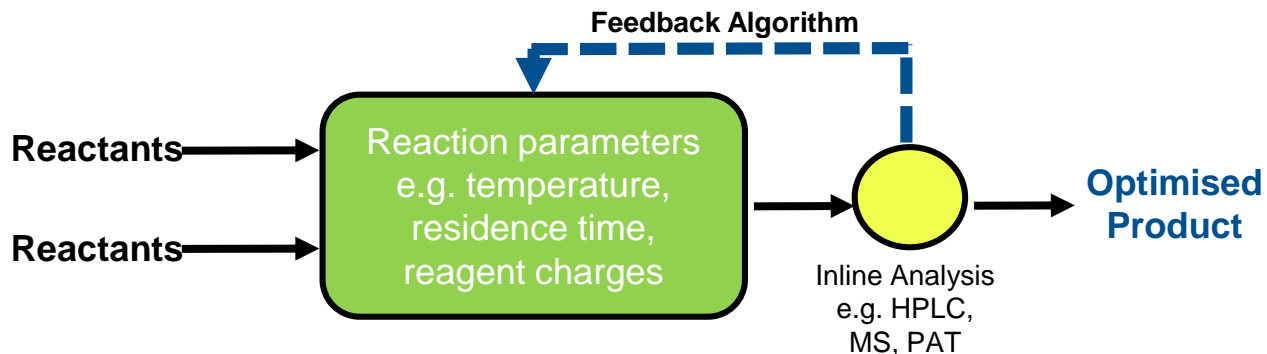 Feedback Algorithm
Reactants
Reactants
Reaction parameters
e.g. temperature,
residence time,
reagent charges
Inline Analysis
e.g. HPLC,
MS, PAT
Optimised
Product